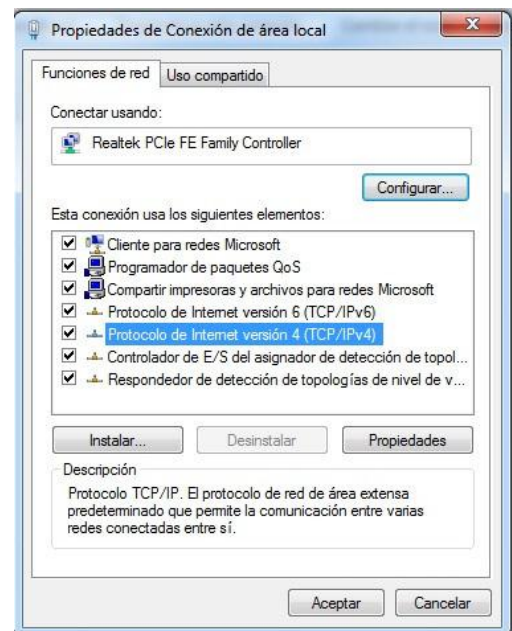 Propiedades de Conexión de área local
Funciones de red
Uso compartido
Conectar usando:
Realtek PCIe FE Family Controller
Configurar...
Esta conexión usa los siguientes elementos:
Cliente para redes Microsoft
Programador de paquetes QoS
Compartir impresoras y archivos para redes Microsoft
Protocolo de Internet versión 6 (TCP/IPv6)
Protocolo de Internet versión 4 (TCP/IPv4)
Controlador de E/S del asignador de detección de topol...
Respondedor de detección de topologías de nivel de v...
Instalar...
Desinstalar
Propiedades
Descripción
Protocolo TCP/IP. El protocolo de red de área extensa
predeterminado que permite la comunicación entre varias
redes conectadas entre sí.
Aceptar
Cancelar